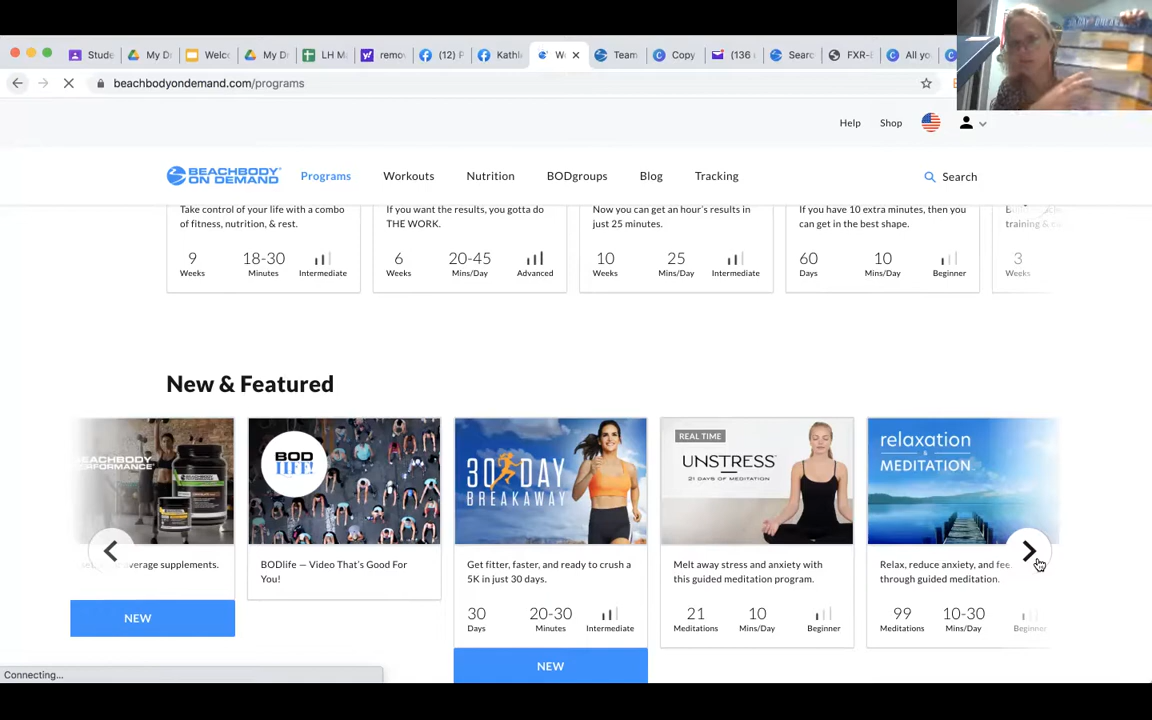 Stude
My Dr
Welco
My Dr
LH Ma
remov
(12) P
Kathle
W
Team
Copy
(136
Searc
FXR-L
All yo
beachbodyondemand.com/programs
Help
Shop
BEACHBODY
ON DEMAND
Programs
Workouts
Nutrition
BODgroups
Blog
Tracking
Search
Take control of your life with a combo
of fitness, nutrition, & rest.
9
Weeks
18-30
Minutes
Intermediate
If you want the results, you gotta do
THE WORK.
6
Weeks
20-45
Mins/Day
Advanced
Now you can get an hour's results in
just 25 minutes.
10
Weeks
25
Mins/Day
Intermediate
If you have 10 extra minutes, then you
can get in the best shape.
60
Days
10
Mins/Day
Beginner
training &
3
Weeks
New & Featured
BEACHBODY
PERFORMANCE
average supplements.
NEW
BOD
LIFE!
BODlife — Video That's Good For
You!
30 DAY
BREAKAWAY
Get fitter, faster, and ready to crush a
5K in just 30 days.
30
Days
20-30
Minutes
Intermediate
NEW
REAL TIME
UNSTRESS
21 DAYS OF MEDITATION
Melt away stress and anxiety with
this guided meditation program.
21
Meditations
10
Mins/Day
Beginner
relaxation
&
MEDITATION
Relax, reduce anxiety, and fee
through guided meditation.
99
Meditations
10-30
Mins/Day
Beginner
Connecting...